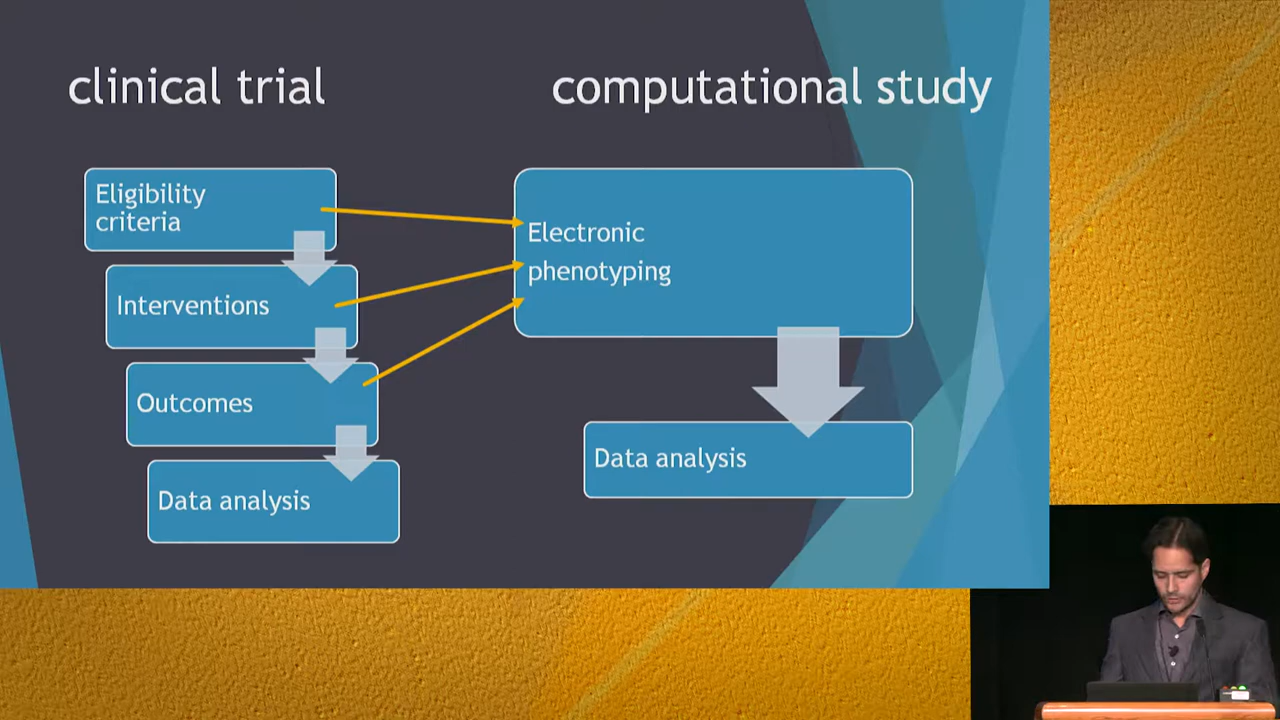 clinical trial
computational study
Eligibility
criteria
Interventions
Outcomes
Data analysis
Electronic
phenotyping
Data analysis